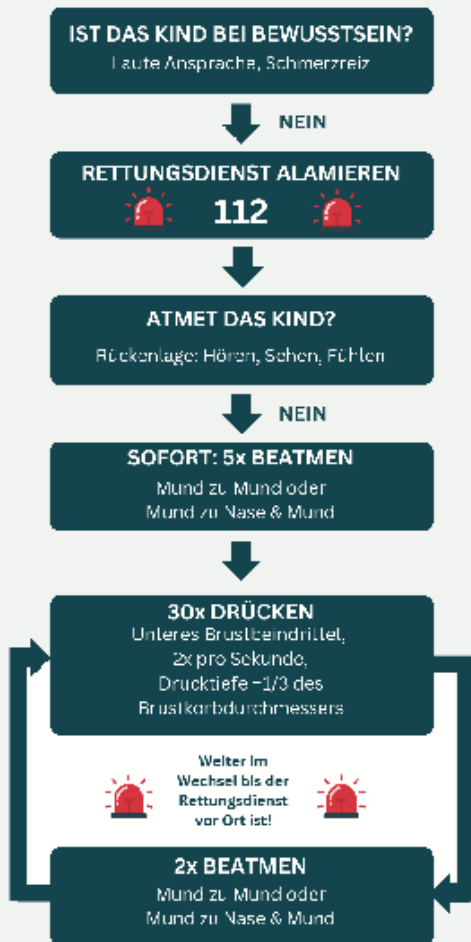 IST DAS KIND BEI BEWUSSTSEIN?
Laute Ansprache, Schmerzreiz
NEIN
RETTUNGSDIENST ALAMIEREN
112
ATMET DAS KIND?
Rückenlage: Hören, Sehen, Fühlen
NEIN
SOFORT: 5x BEATMEN
Mund zu Mund oder
Mund zu Nase & Mund
30x DRÜCKEN
Unteres Brustbeindrittel,
2x pro Sekunde,
Drucktiefe ~1/3 des
Brustkorbdurchmessers
Weiter im
Wechsel bis der
Rettungsdienst
vor Ort ist!
2x BEATMEN
Mund zu Mund oder
Mund zu Nase & Mund